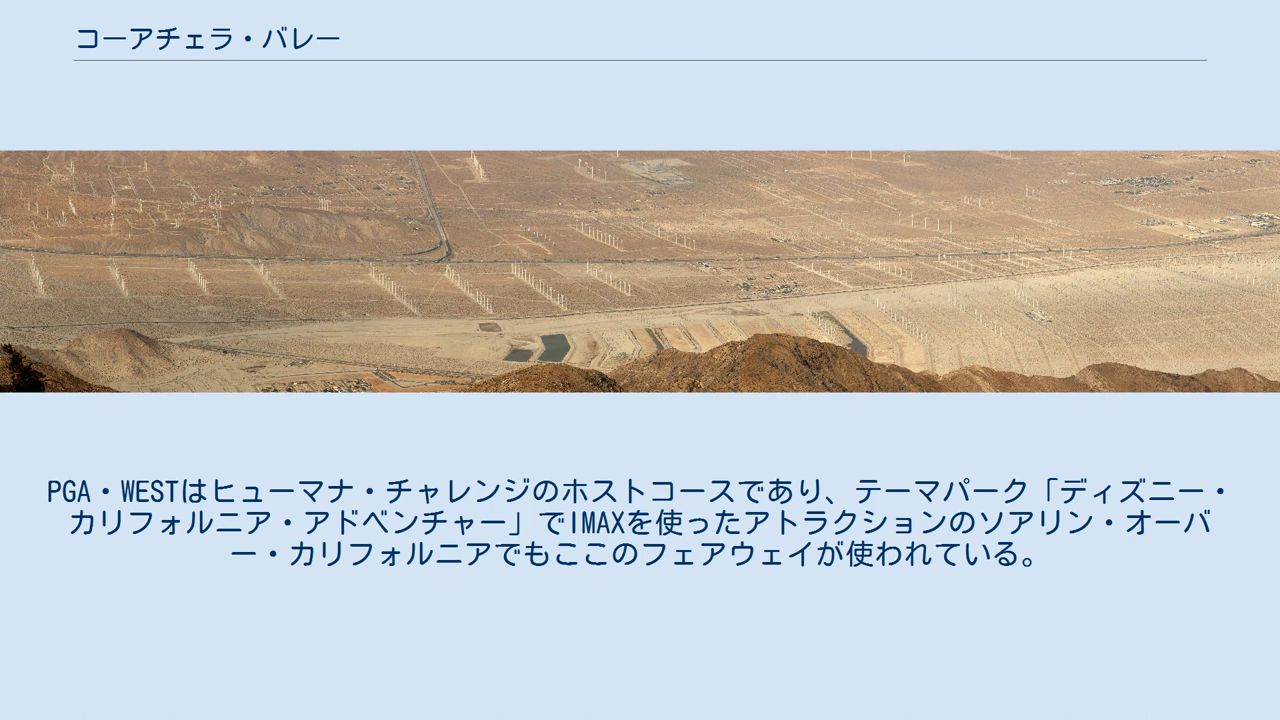 コーアチェラ・バレー
PGA・WESTはヒューマナ・チャレンジのホストコースであり、テーマパーク「ディズニー・
カリフォルニア・アドベンチャー」でIMAXを使ったアトラクションのソアリン・オーバ
ー・カリフォルニアでもここのフェアウェイが使われている。